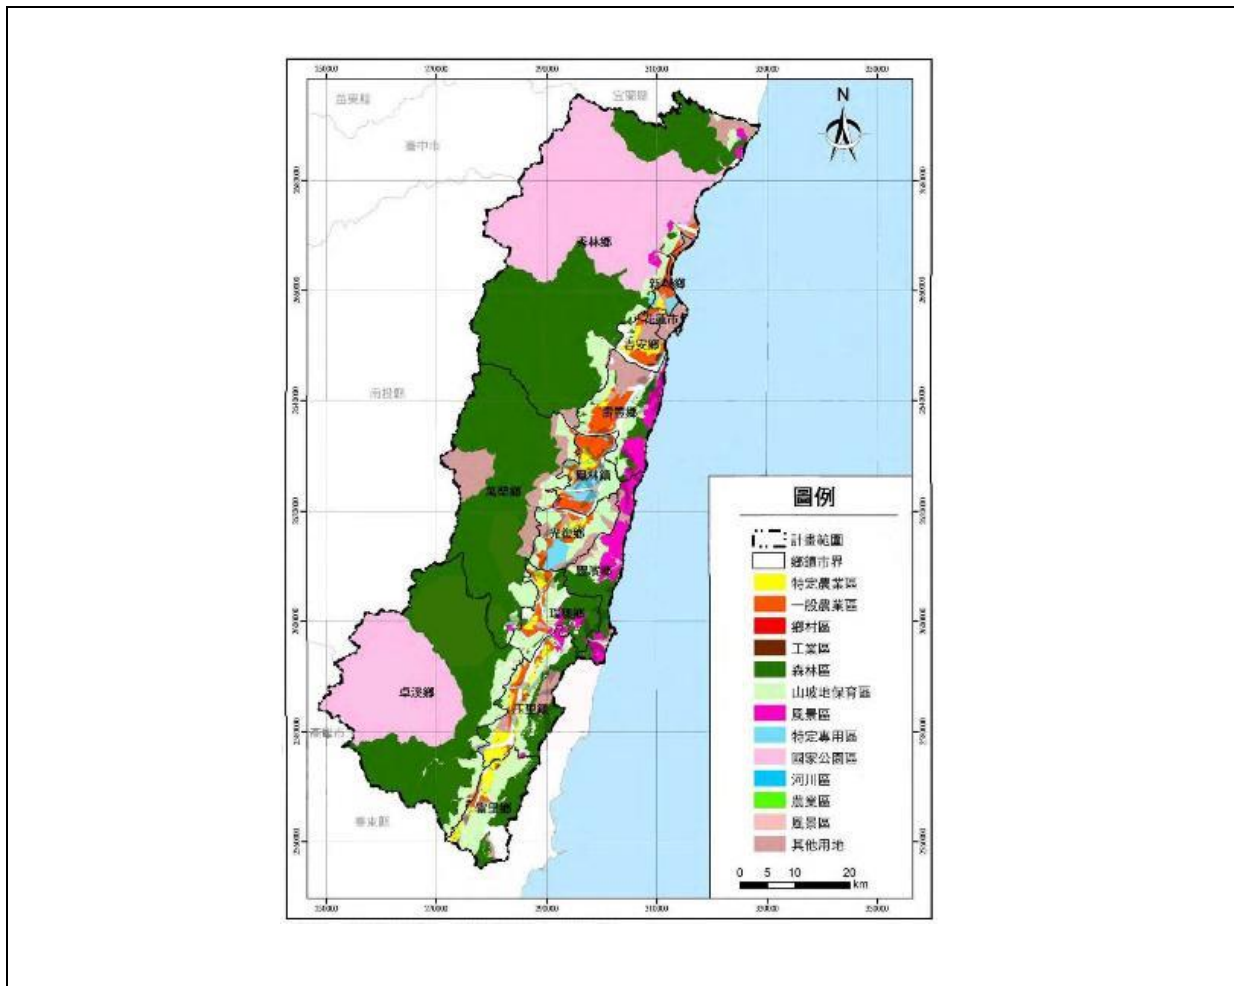 宜蘭縣
苗栗縣
臺中市
N
秀林鄉
新城鄉
花蓮市
吉安鄉
南投縣
壽豐鄉
鳳林鎮
萬榮鄉
光復鄉
豐濱鄉
瑞穗鄉
卓溪鄉
玉里鎮
富里鄉
臺東縣
圖例
計畫範圍
鄉鎮市界
特定農業區
一般農業區
鄉村區
工業區
森林區
山坡地保育區
風景區
特定專用區
國家公園區
河川區
農業區
風景區
其他用地
0 5 10 20
km